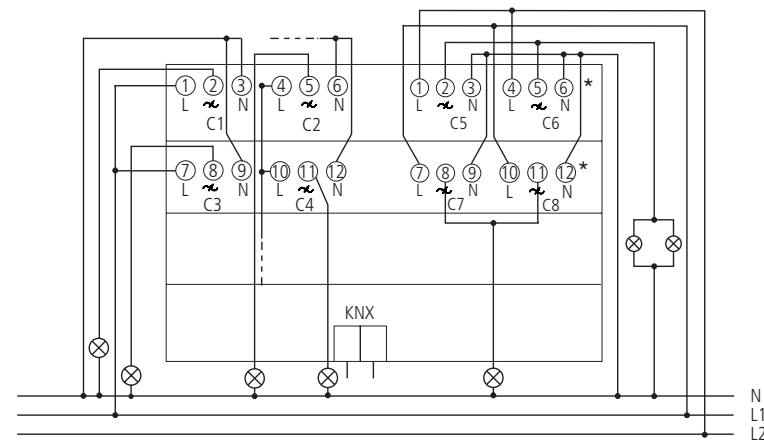 1 2 3 4 5 6 1 2 3 4 5 6 *
L N L N L N L N
C1 C2 C5 C6
7 8 9 10 11 12 7 8 9 10 11 12 *
L N L N L N L N
C3 C4 C7 C8
KNX
N
L1
L2